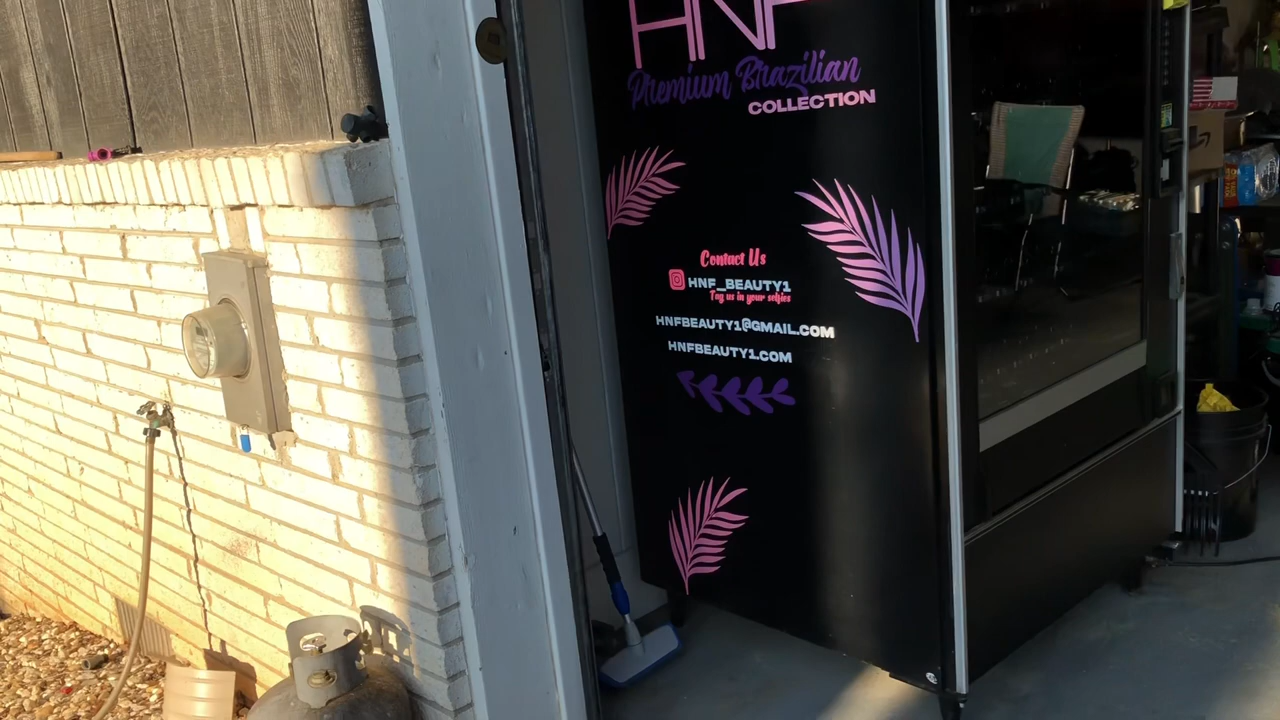 HNF
Premium Brazilian
COLLECTION
Contact Us
HNF_BEAUTY1
Tag us in your selfies
HNFBEAUTY1@GMAIL.COM
HNFBEAUTY1.COM